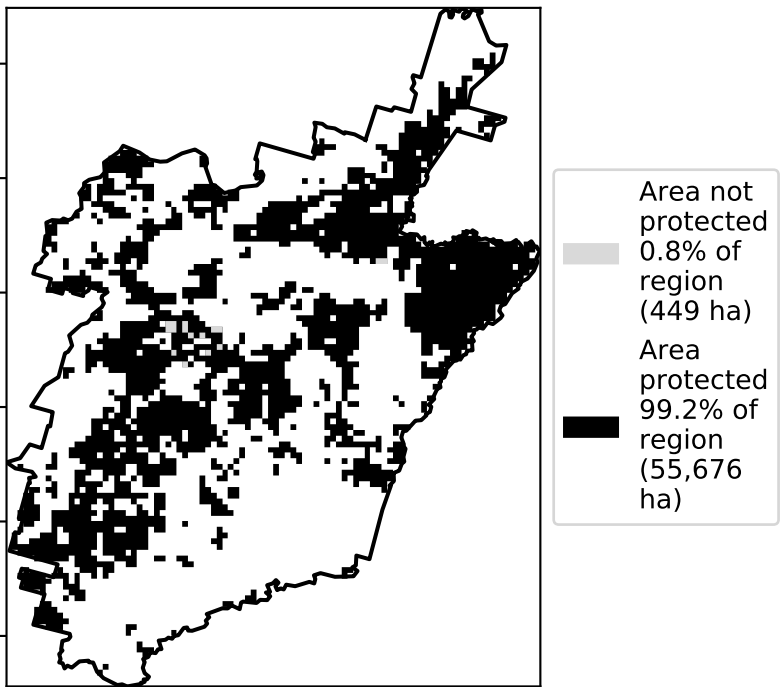 Area not
protected
0.8% of
region
(449 ha)
Area
protected
99.2% of
region
(55,676
ha)